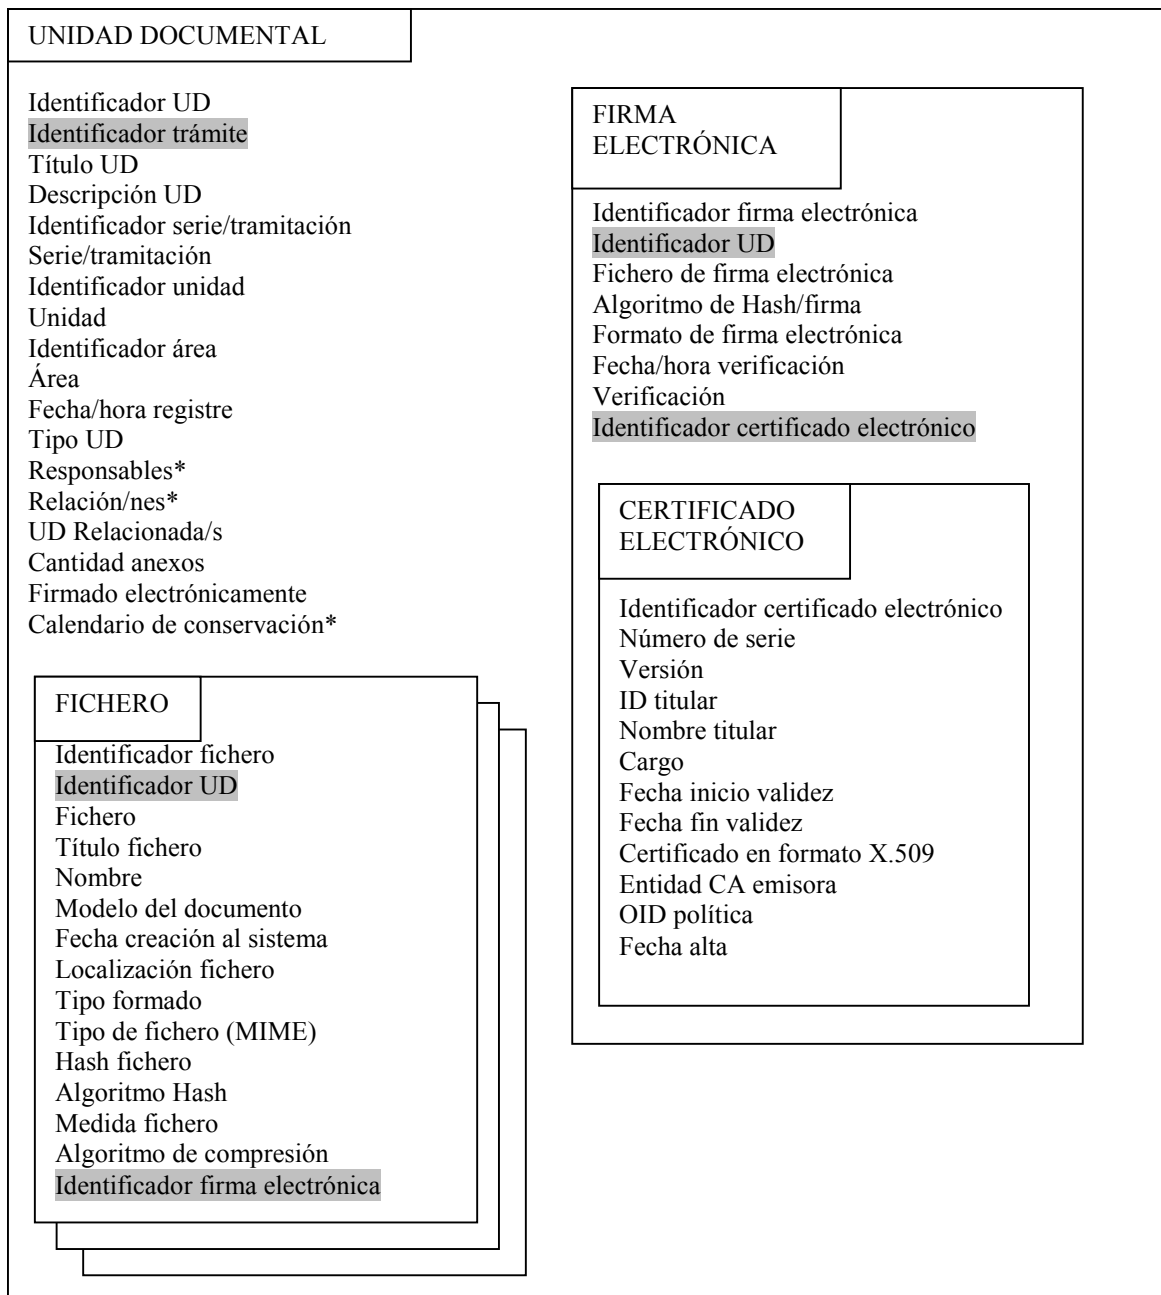 UNIDAD DOCUMENTAL
Identificador UD
Identificador trámite
Título UD
Descripción UD
Identificador serie/tramitación
Serie/tramitación
Identificador unidad
Unidad
Identificador área
Área
Fecha/hora registre
Tipo UD
Responsables*
Relación/nes*
UD Relacionada/s
Cantidad anexos
Firmado electrónicamente
Calendario de conservación*
FICHERO
Identificador fichero
Identificador UD
Fichero
Título fichero
Nombre
Modelo del documento
Fecha creación al sistema
Localización fichero
Tipo formado
Tipo de fichero (MIME)
Hash fichero
Algoritmo Hash
Medida fichero
Algoritmo de compresión
Identificador firma electrónica
FIRMA
ELECTRÓNICA
Identificador firma electrónica
Identificador UD
Fichero de firma electrónica
Algoritmo de Hash/firma
Formato de firma electrónica
Fecha/hora verificación
Verificación
Identificador certificado electrónico
CERTIFICADO
ELECTRÓNICO
Identificador certificado electrónico
Número de serie
Versión
ID titular
Nombre titular
Cargo
Fecha inicio validez
Fecha fin validez
Certificado en formato X.509
Entidad CA emisora
OID política
Fecha alta